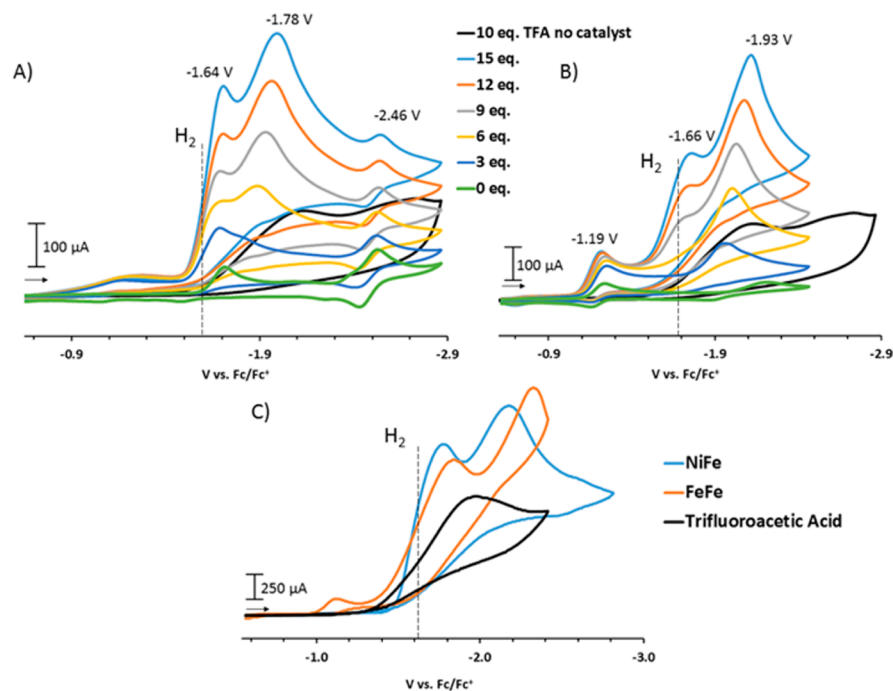 A)
-1.64 V
-1.78 V
-2.46 V
H2
100 µA
-0.9
-1.9
-2.9
V vs. Fc/Fc⁺
10 eq. TFA no catalyst
15 eq.
12 eq.
9 eq.
6 eq.
3 eq.
0 eq.
B)
-1.93 V
-1.66 V
H2
-1.19 V
100 µA
-0.9
-1.9
-2.9
V vs. Fc/Fc⁺
C)
H2
250 µA
-1.0
-2.0
-3.0
V vs. Fc/Fc⁺
NiFe
FeFe
Trifluoroacetic Acid